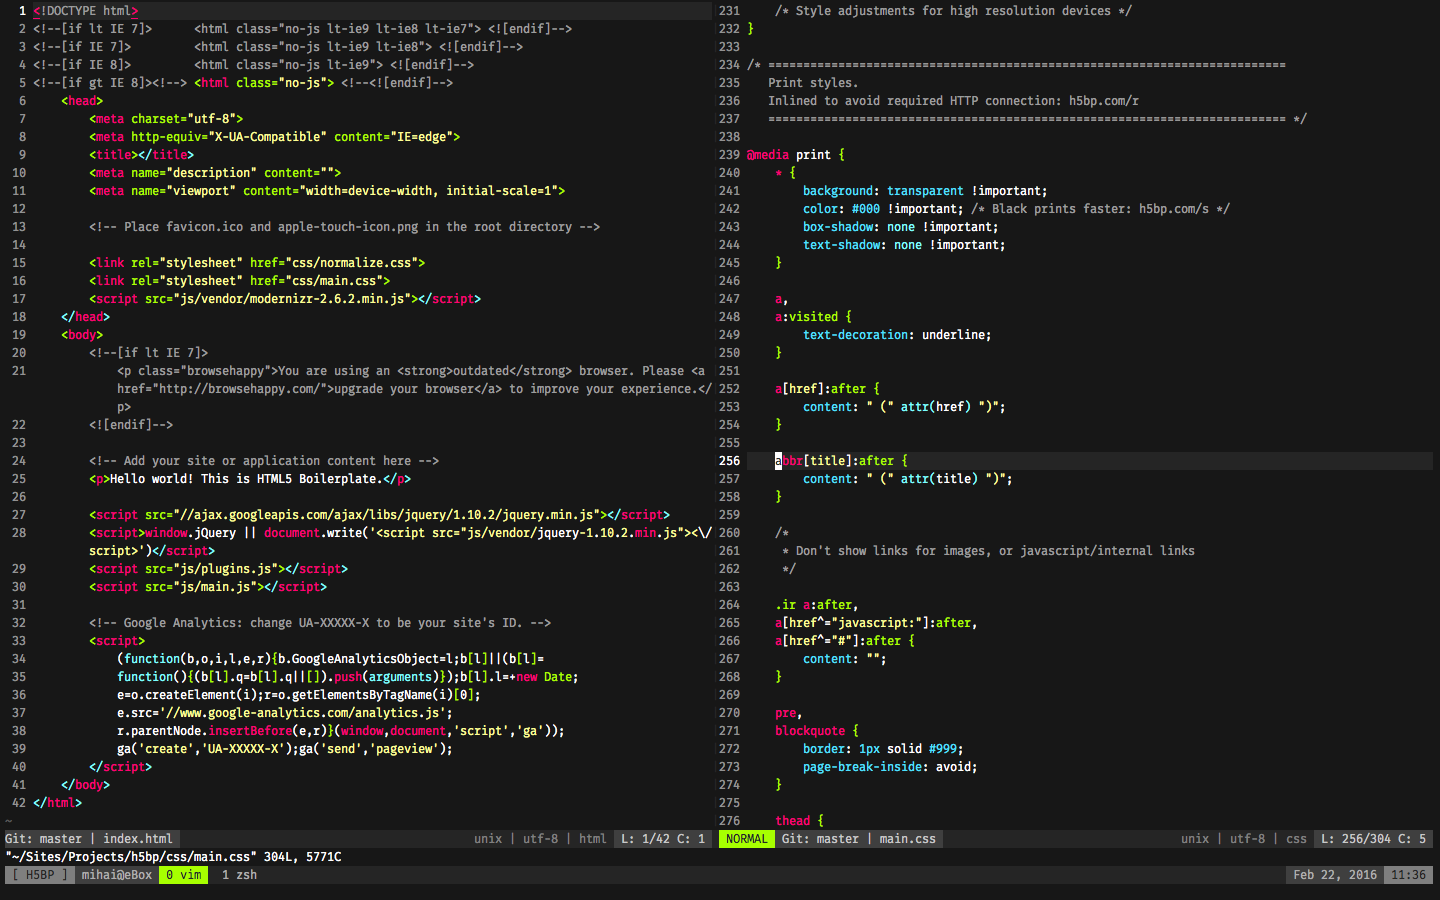 1 <!DOCTYPE html>
2 <!--[if lt IE 7]>      <html class="no-js lt-ie9 lt-ie8 lt-ie7"> <![endif]-->
3 <!--[if IE 7]>         <html class="no-js lt-ie9 lt-ie8"> <![endif]-->
4 <!--[if IE 8]>         <html class="no-js lt-ie9"> <![endif]-->
5 <!--[if gt IE 8]><!--> <html class="no-js"> <!--<![endif]-->
6     <head>
7         <meta charset="utf-8">
8         <meta http-equiv="X-UA-Compatible" content="IE=edge">
9         <title></title>
10         <meta name="description" content="">
11         <meta name="viewport" content="width=device-width, initial-scale=1">
12
13         <!-- Place favicon.ico and apple-touch-icon.png in the root directory -->
14
15         <link rel="stylesheet" href="css/normalize.css">
16         <link rel="stylesheet" href="css/main.css">
17         <script src="js/vendor/modernizr-2.6.2.min.js"></script>
18     </head>
19     <body>
20         <!--[if lt IE 7]>
21             <p class="browsehappy">You are using an <strong>outdated</strong> browser. Please <a
            href="http://browsehappy.com/">upgrade your browser</a> to improve your experience.</
            p>
22         <![endif]-->
23
24         <!-- Add your site or application content here -->
25         <p>Hello world! This is HTML5 Boilerplate.</p>
26
27         <script src="//ajax.googleapis.com/ajax/libs/jquery/1.10.2/jquery.min.js"></script>
28         <script>window.jQuery || document.write('<script src="js/vendor/jquery-1.10.2.min.js"><\/
        script>')</script>
29         <script src="js/plugins.js"></script>
30         <script src="js/main.js"></script>
31
32         <!-- Google Analytics: change UA-XXXXX-X to be your site's ID. -->
33         <script>
34             (function(b,o,i,l,e,r){b.GoogleAnalyticsObject=l;b[l]||(b[l]=
35             function(){(b[l].q=b[l].q||[]).push(arguments)});b[l].l=+new Date;
36             e=o.createElement(i);r=o.getElementsByTagName(i)[0];
37             e.src='//www.google-analytics.com/analytics.js';
38             r.parentNode.insertBefore(e,r)}(window,document,'script','ga'));
39             ga('create','UA-XXXXX-X');ga('send','pageview');
40         </script>
41     </body>
42 </html>
~
Git: master | index.html unix | utf-8 | html L: 1/42 C: 1
231     /* Style adjustments for high resolution devices */
232 }
233
234 /* ==========================================================================
235    Print styles.
236    Inlined to avoid required HTTP connection: h5bp.com/r
237    ========================================================================== */
238
239 @media print {
240     * {
241         background: transparent !important;
242         color: #000 !important; /* Black prints faster: h5bp.com/s */
243         box-shadow: none !important;
244         text-shadow: none !important;
245     }
246
247     a,
248     a:visited {
249         text-decoration: underline;
250     }
251
252     a[href]:after {
253         content: " (" attr(href) ")";
254     }
255
256     abbr[title]:after {
257         content: " (" attr(title) ")";
258     }
259
260     /*
261      * Don't show links for images, or javascript/internal links
262      */
263
264     .ir a:after,
265     a[href^="javascript:"]:after,
266     a[href^="#"]:after {
267         content: "";
268     }
269
270     pre,
271     blockquote {
272         border: 1px solid #999;
273         page-break-inside: avoid;
274     }
275
276     thead {
NORMAL Git: master | main.css unix | utf-8 | css L: 256/304 C: 5
"~/Sites/Projects/h5bp/css/main.css" 304L, 5771C
[ H5BP ] mihai@eBox 0 vim 1 zsh Feb 22, 2016 11:36